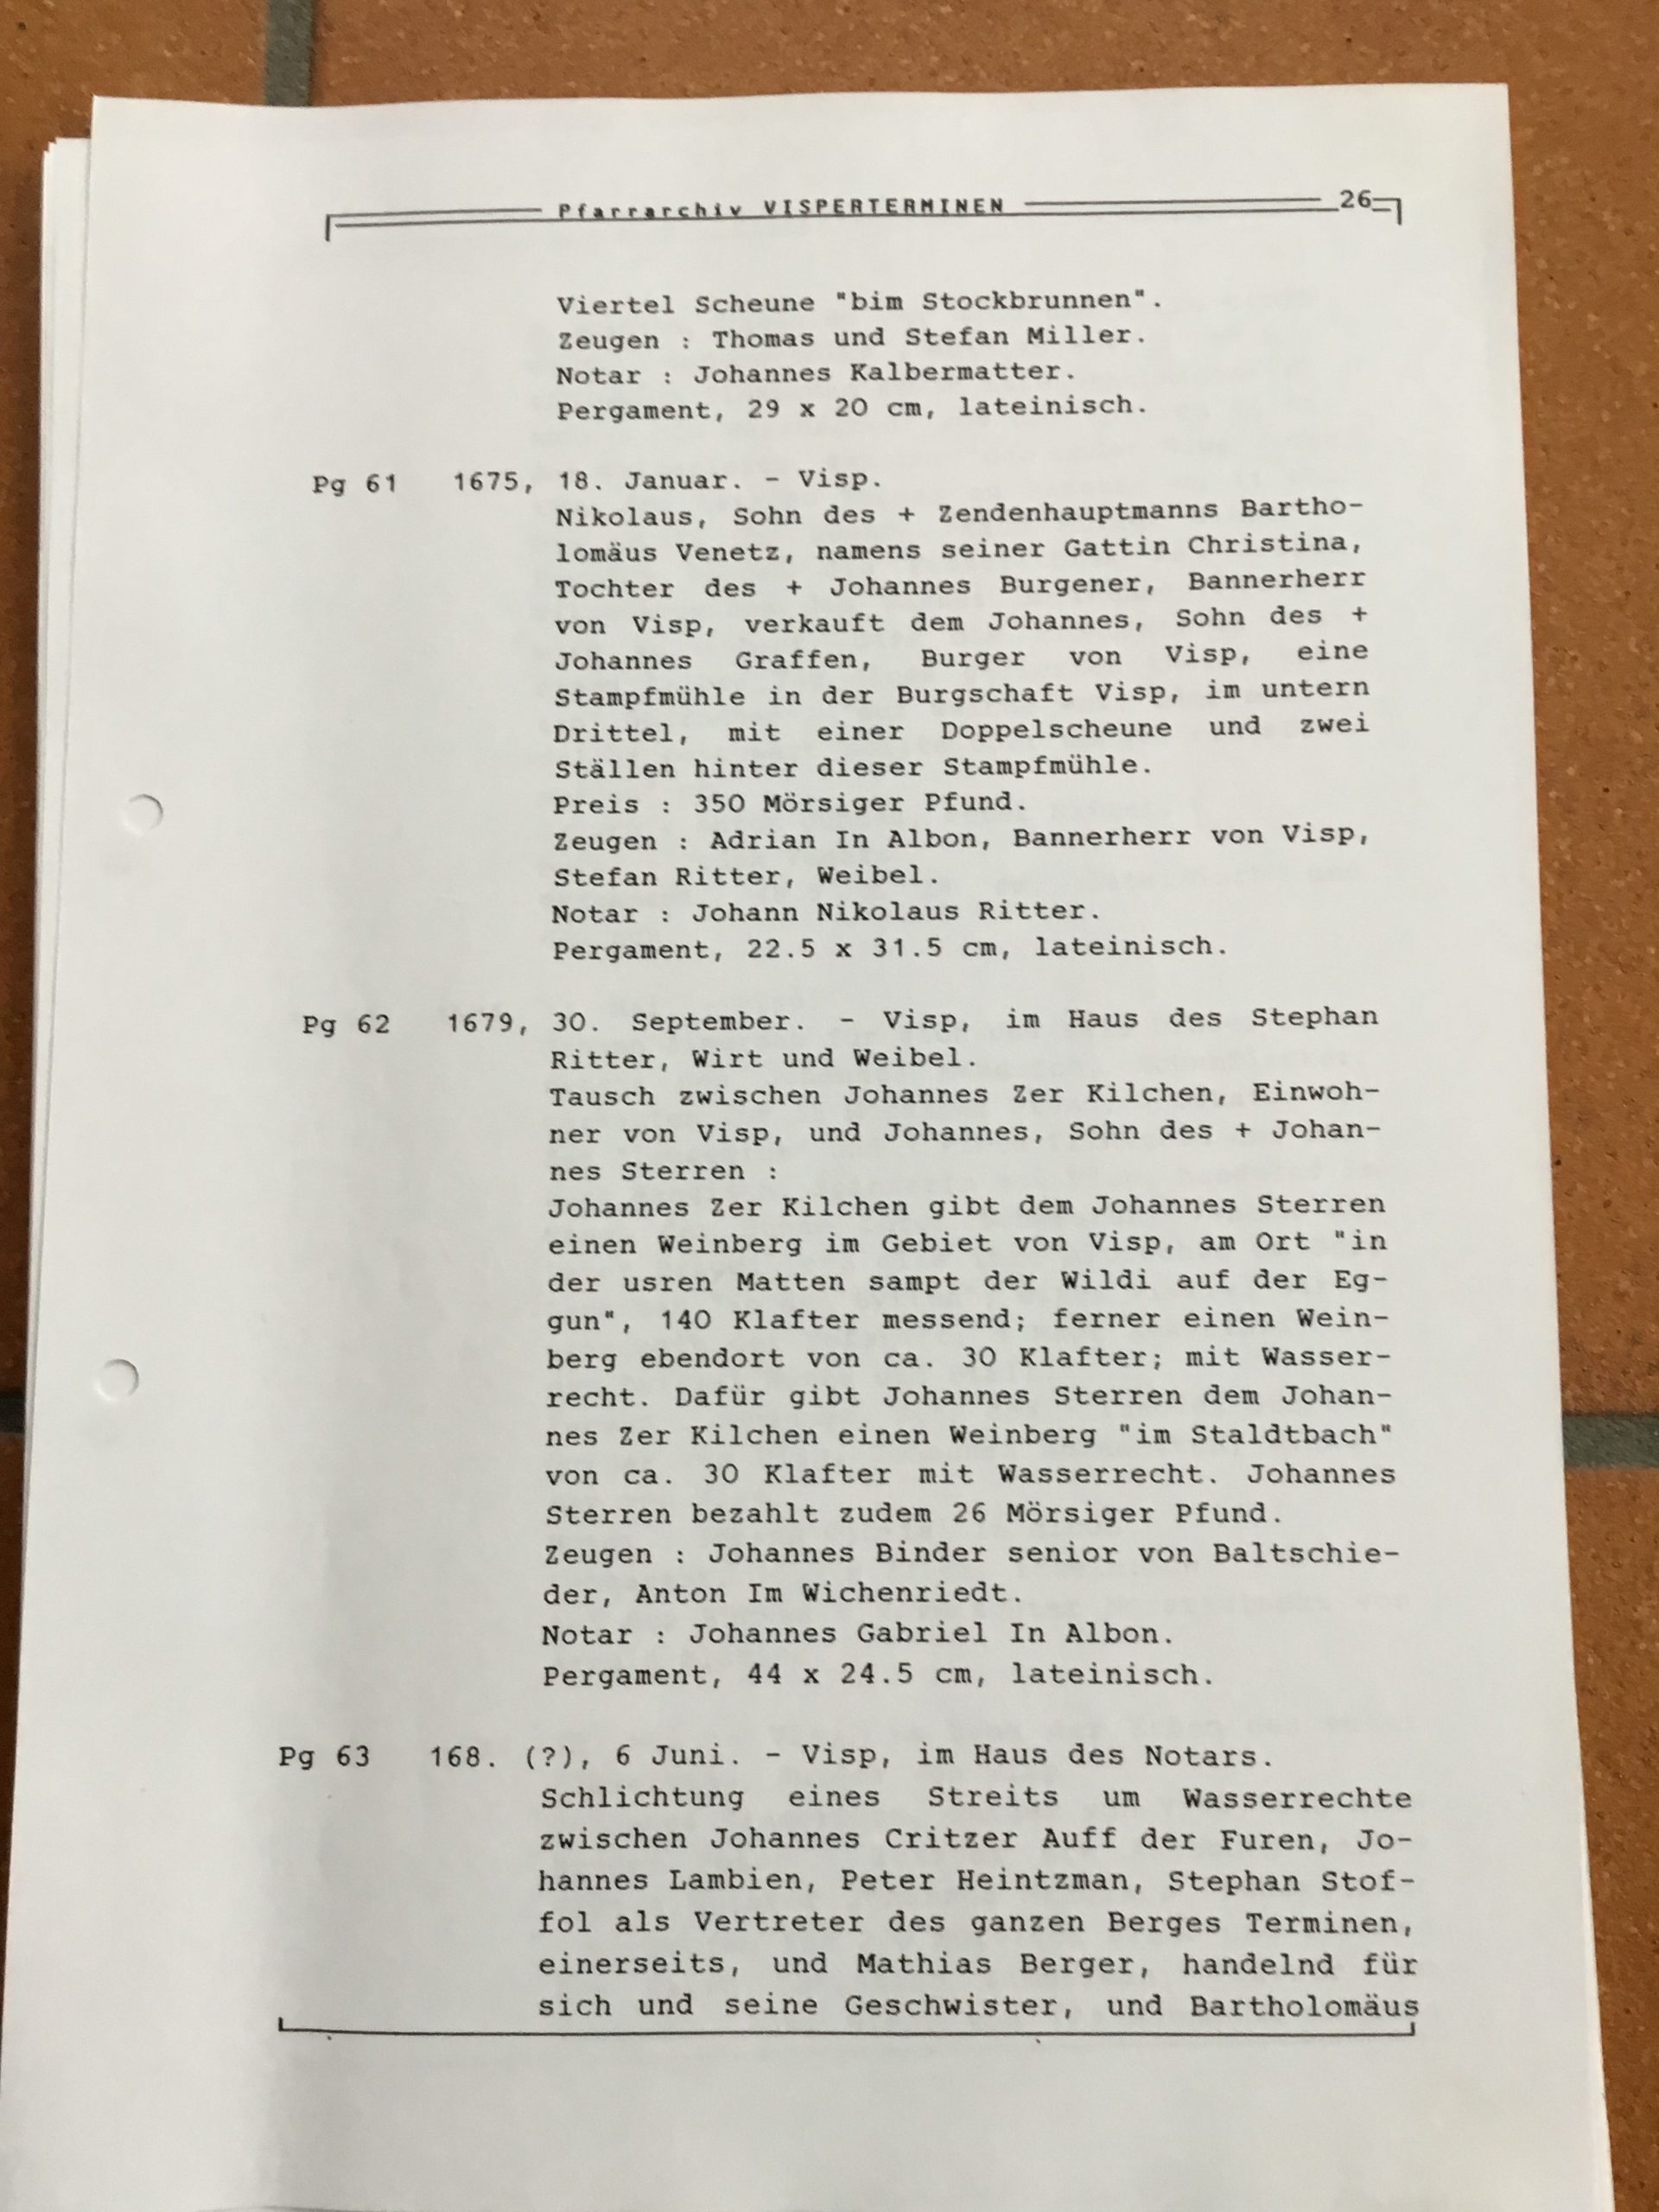 Pfarrarchiv VISPERTERMINEN 26
Viertel Scheune "bim Stockbrunnen".
Zeugen : Thomas und Stefan Miller.
Notar : Johannes Kalbermatter.
Pergament, 29 x 20 cm, lateinisch.
Pg 61 1675, 18. Januar. - Visp.
Nikolaus, Sohn des + Zendenhauptmanns Bartho-
lomäus Venetz, namens seiner Gattin Christina,
Tochter des + Johannes Burgener, Bannerherr
von Visp, verkauft dem Johannes, Sohn des +
Johannes Graffen, Burger von Visp, eine
Stampfmühle in der Burgschaft Visp, im untern
Drittel, mit einer Doppelscheune und zwei
Ställen hinter dieser Stampfmühle.
Preis : 350 Mörsiger Pfund.
Zeugen : Adrian In Albon, Bannerherr von Visp,
Stefan Ritter, Weibel.
Notar : Johann Nikolaus Ritter.
Pergament, 22.5 x 31.5 cm, lateinisch.
Pg 62 1679, 30. September. - Visp, im Haus des Stephan
Ritter, Wirt und Weibel.
Tausch zwischen Johannes Zer Kilchen, Einwoh-
ner von Visp, und Johannes, Sohn des + Johan-
nes Sterren :
Johannes Zer Kilchen gibt dem Johannes Sterren
einen Weinberg im Gebiet von Visp, am Ort "in
der usren Matten sampt der Wildi auf der Eg-
gun", 140 Klafter messend; ferner einen Wein-
berg ebendort von ca. 30 Klafter; mit Wasser-
recht. Dafür gibt Johannes Sterren dem Johan-
nes Zer Kilchen einen Weinberg "im Staldtbach"
von ca. 30 Klafter mit Wasserrecht. Johannes
Sterren bezahlt zudem 26 Mörsiger Pfund.
Zeugen : Johannes Binder senior von Baltschie-
der, Anton Im Wichenriedt.
Notar : Johannes Gabriel In Albon.
Pergament, 44 x 24.5 cm, lateinisch.
Pg 63 168. (?), 6 Juni. - Visp, im Haus des Notars.
Schlichtung eines Streits um Wasserrechte
zwischen Johannes Critzer Auff der Furen, Jo-
hannes Lambien, Peter Heintzman, Stephan Stof-
fol als Vertreter des ganzen Berges Terminen,
einerseits, und Mathias Berger, handelnd für
sich und seine Geschwister, und Bartholomäus